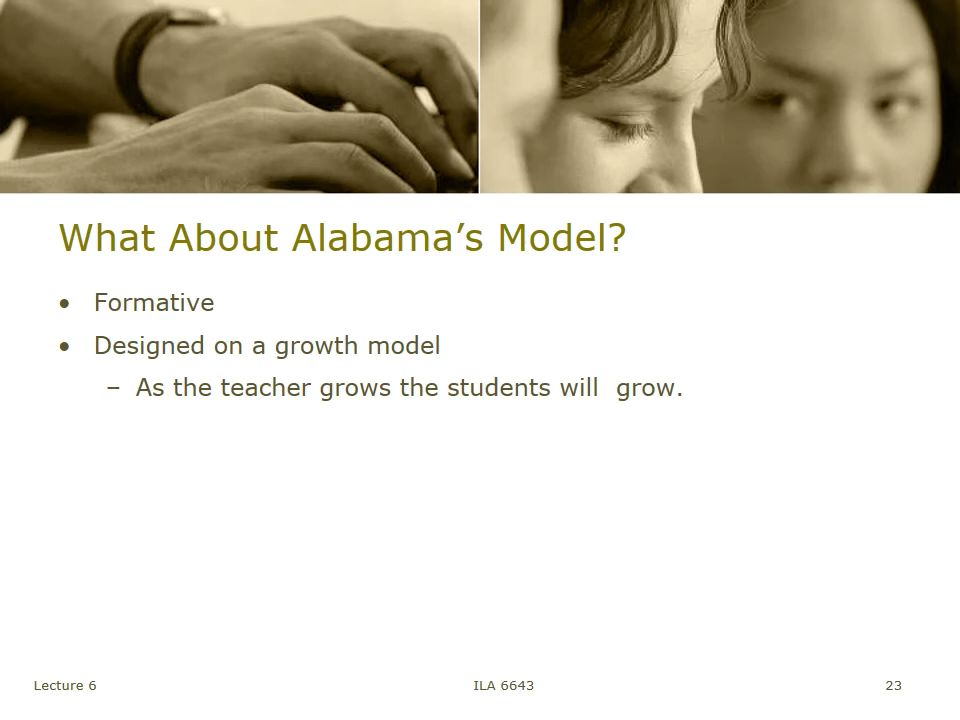 What About Alabama’s Model?
• Formative
• Designed on a growth model
– As the teacher grows the students will  grow.
Lecture 6
ILA 6643
23